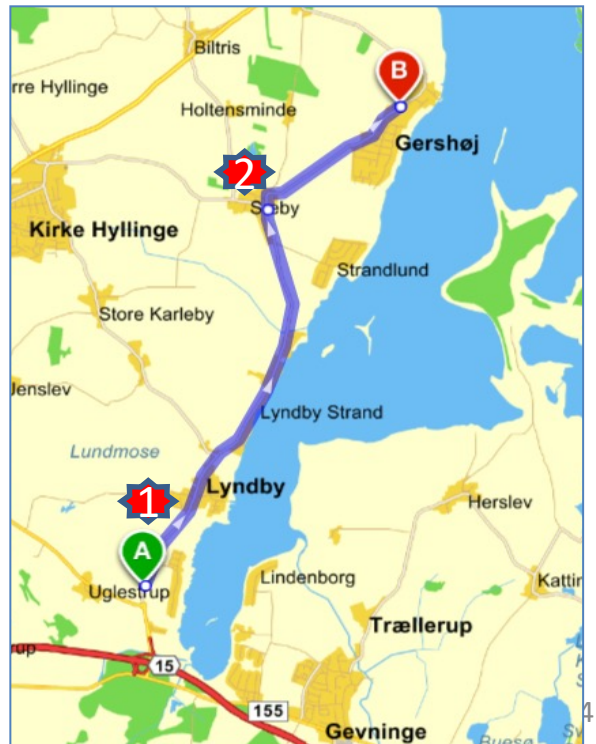 Biltris
B
rre Hyllinge
Holtensminde
Gershøj
2
Kirke Hyllinge
Strandlund
Store Karleby
Jenslev
Lyndby Strand
Lundmose
Lyndby
1
Herslev
A
Uglestrup
Lindenborg
Kattin
Trællerup
rup
15
155
4
Gevninge